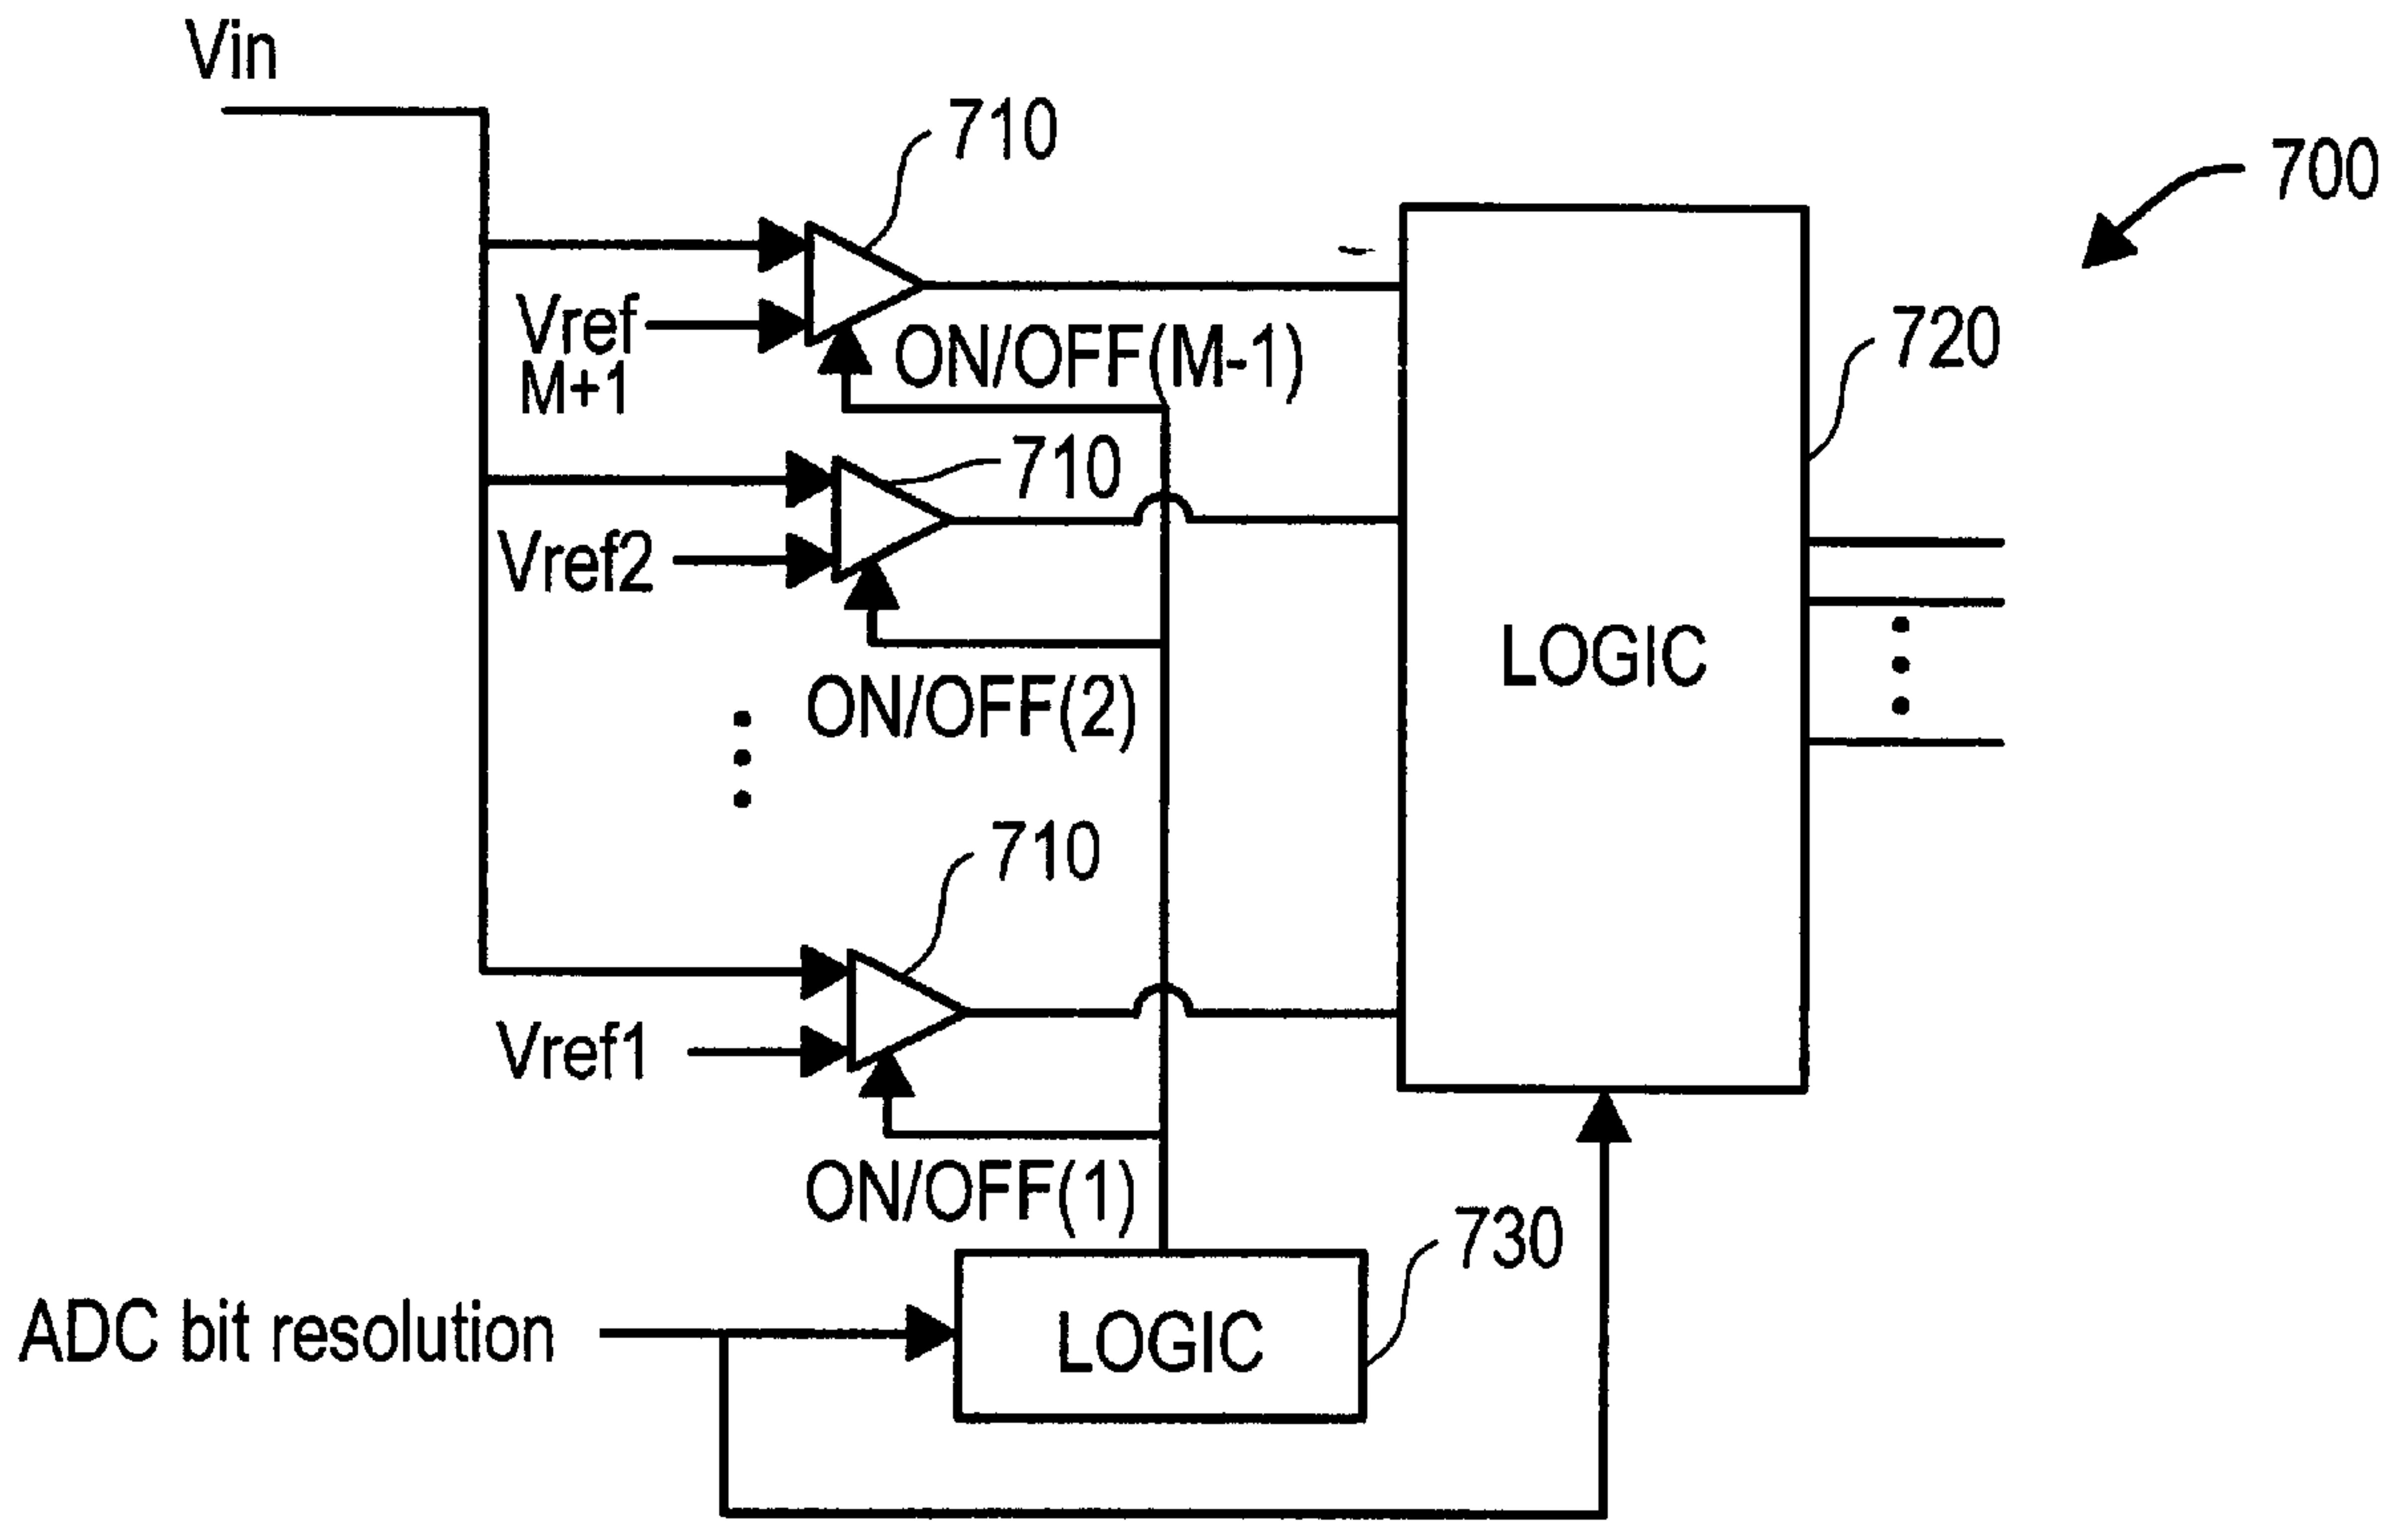 Vin
710
700
Vref
M+1
ON/OFF(M-1)
720
710
Vref2
ON/OFF(2)
LOGIC
710
Vref1
ON/OFF(1)
730
ADC bit resolution
LOGIC